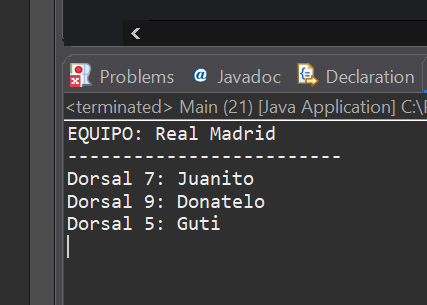 Problems @ Javadoc Declaration
<terminated> Main (21) [Java Application] C:\
EQUIPO: Real Madrid
-------------------------
Dorsal 7: Juanito
Dorsal 9: Donatelo
Dorsal 5: Guti